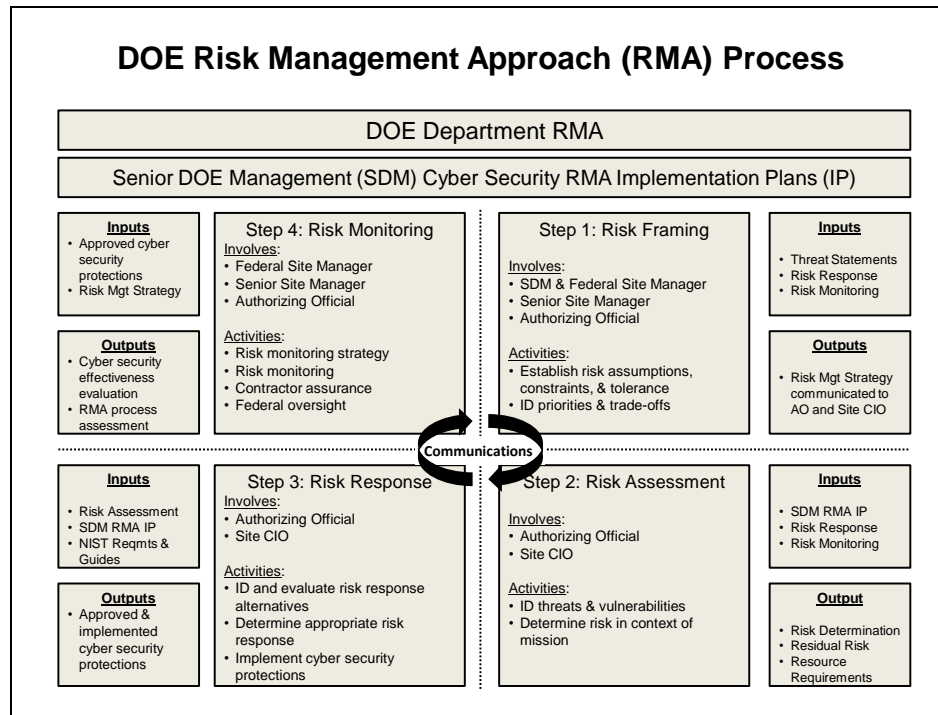 DOE Risk Management Approach (RMA) Process
DOE Department RMA
Senior DOE Management (SDM) Cyber Security RMA Implementation Plans (IP)
Inputs
• Approved cyber
security
protections
• Risk Mgt Strategy
Outputs
• Cyber security
effectiveness
evaluation
• RMA process
assessment
Step 4: Risk Monitoring
Involves:
• Federal Site Manager
• Senior Site Manager
• Authorizing Official
Activities:
• Risk monitoring strategy
• Risk monitoring
• Contractor assurance
• Federal oversight
Step 1: Risk Framing
Involves:
• SDM & Federal Site Manager
• Senior Site Manager
• Authorizing Official
Activities:
• Establish risk assumptions,
constraints, & tolerance
• ID priorities & trade-offs
Inputs
• Threat Statements
• Risk Response
• Risk Monitoring
Outputs
• Risk Mgt Strategy
communicated to
AO and Site CIO
Communications
Inputs
• Risk Assessment
• SDM RMA IP
• NIST Reqmts &
Guides
Outputs
• Approved &
implemented
cyber security
protections
Step 3: Risk Response
Involves:
• Authorizing Official
• Site CIO
Activities:
• ID and evaluate risk response
alternatives
• Determine appropriate risk
response
• Implement cyber security
protections
Step 2: Risk Assessment
Involves:
• Authorizing Official
• Site CIO
Activities:
• ID threats & vulnerabilities
• Determine risk in context of
mission
Inputs
• SDM RMA IP
• Risk Response
• Risk Monitoring
Output
• Risk Determination
• Residual Risk
• Resource
Requirements